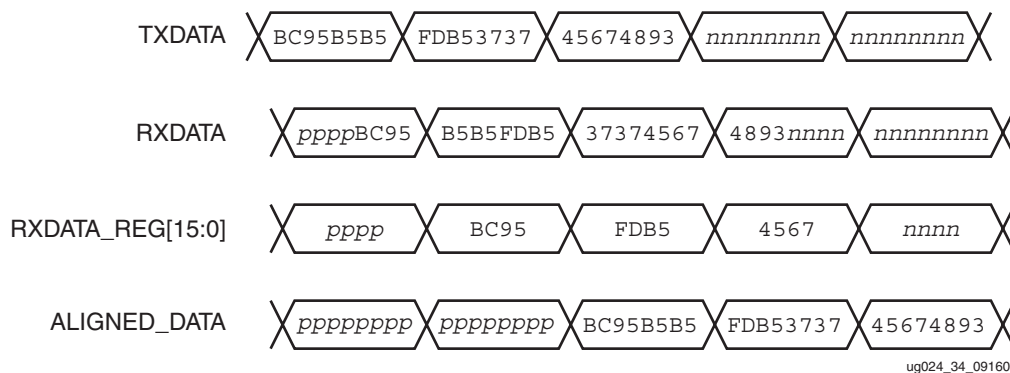 TXDATA BC95B5B5 FDB53737 45674893 nnnnnnnn nnnnnnnn
RXDATA ppppBC95 B5B5FDB5 37374567 4893nnnn nnnnnnnn
RXDATA_REG[15:0] pppp BC95 FDB5 4567 nnnn
ALIGNED_DATA pppppppp pppppppp BC95B5B5 FDB53737 45674893
ug024_34_09160